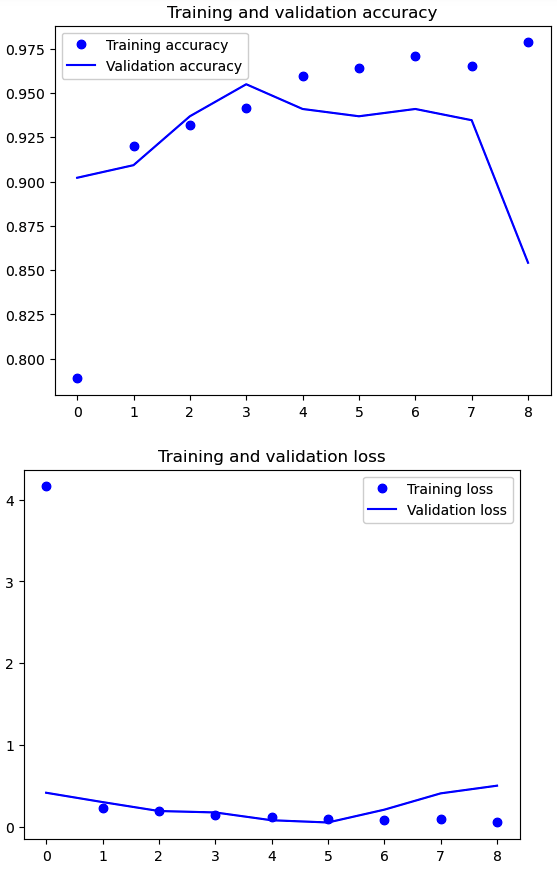 Training and validation accuracy
Training accuracy
Validation accuracy
0.975
0.950
0.925
0.900
0.875
0.850
0.825
0.800
0 1 2 3 4 5 6 7 8
Training and validation loss
Training loss
Validation loss
4
3
2
1
0
0 1 2 3 4 5 6 7 8